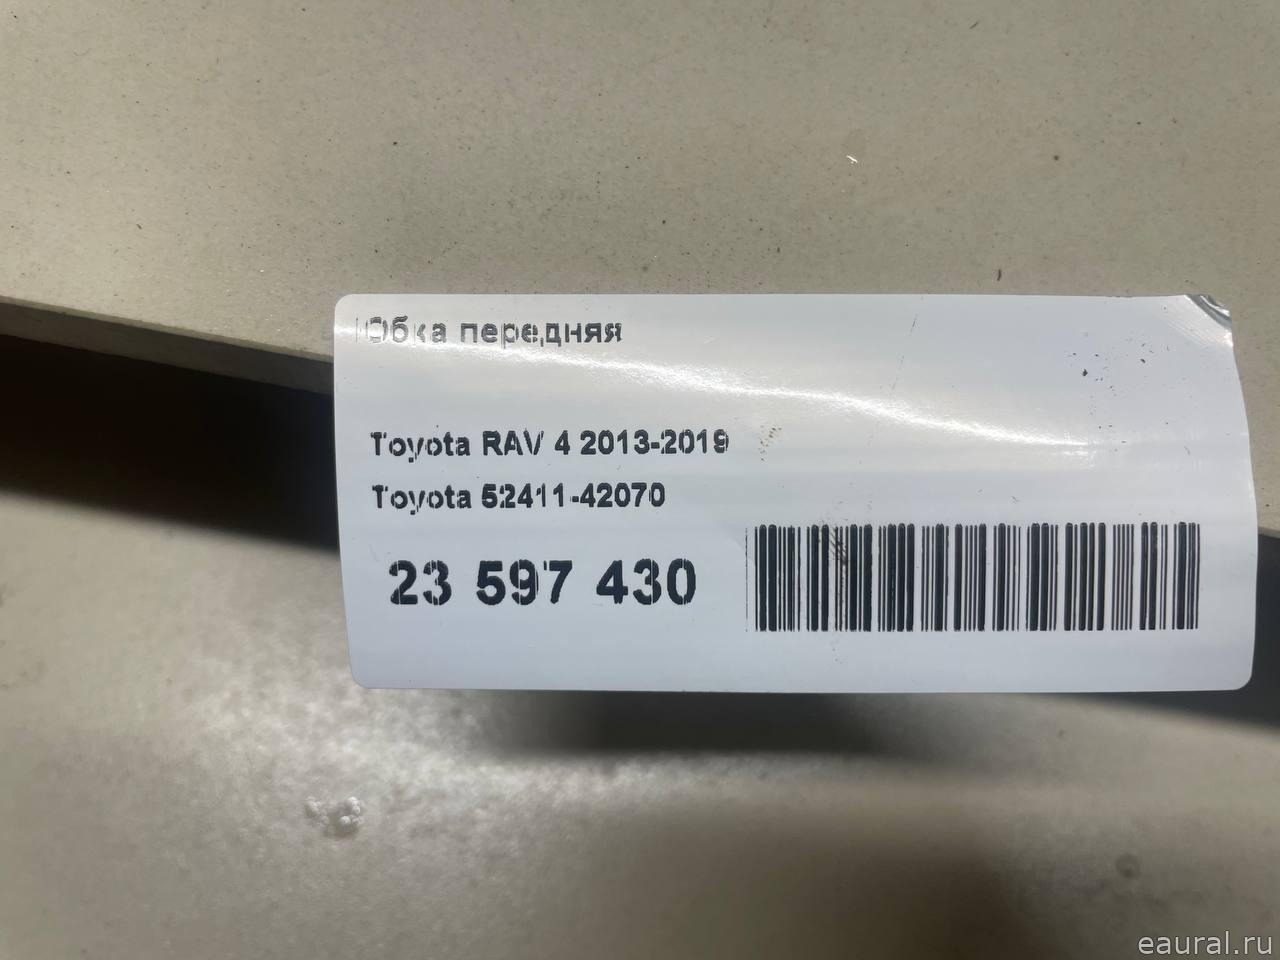 Юбка передняя
Toyota RAV 4 2013-2019
Toyota 52411-42070
23 597 430
eaural.ru